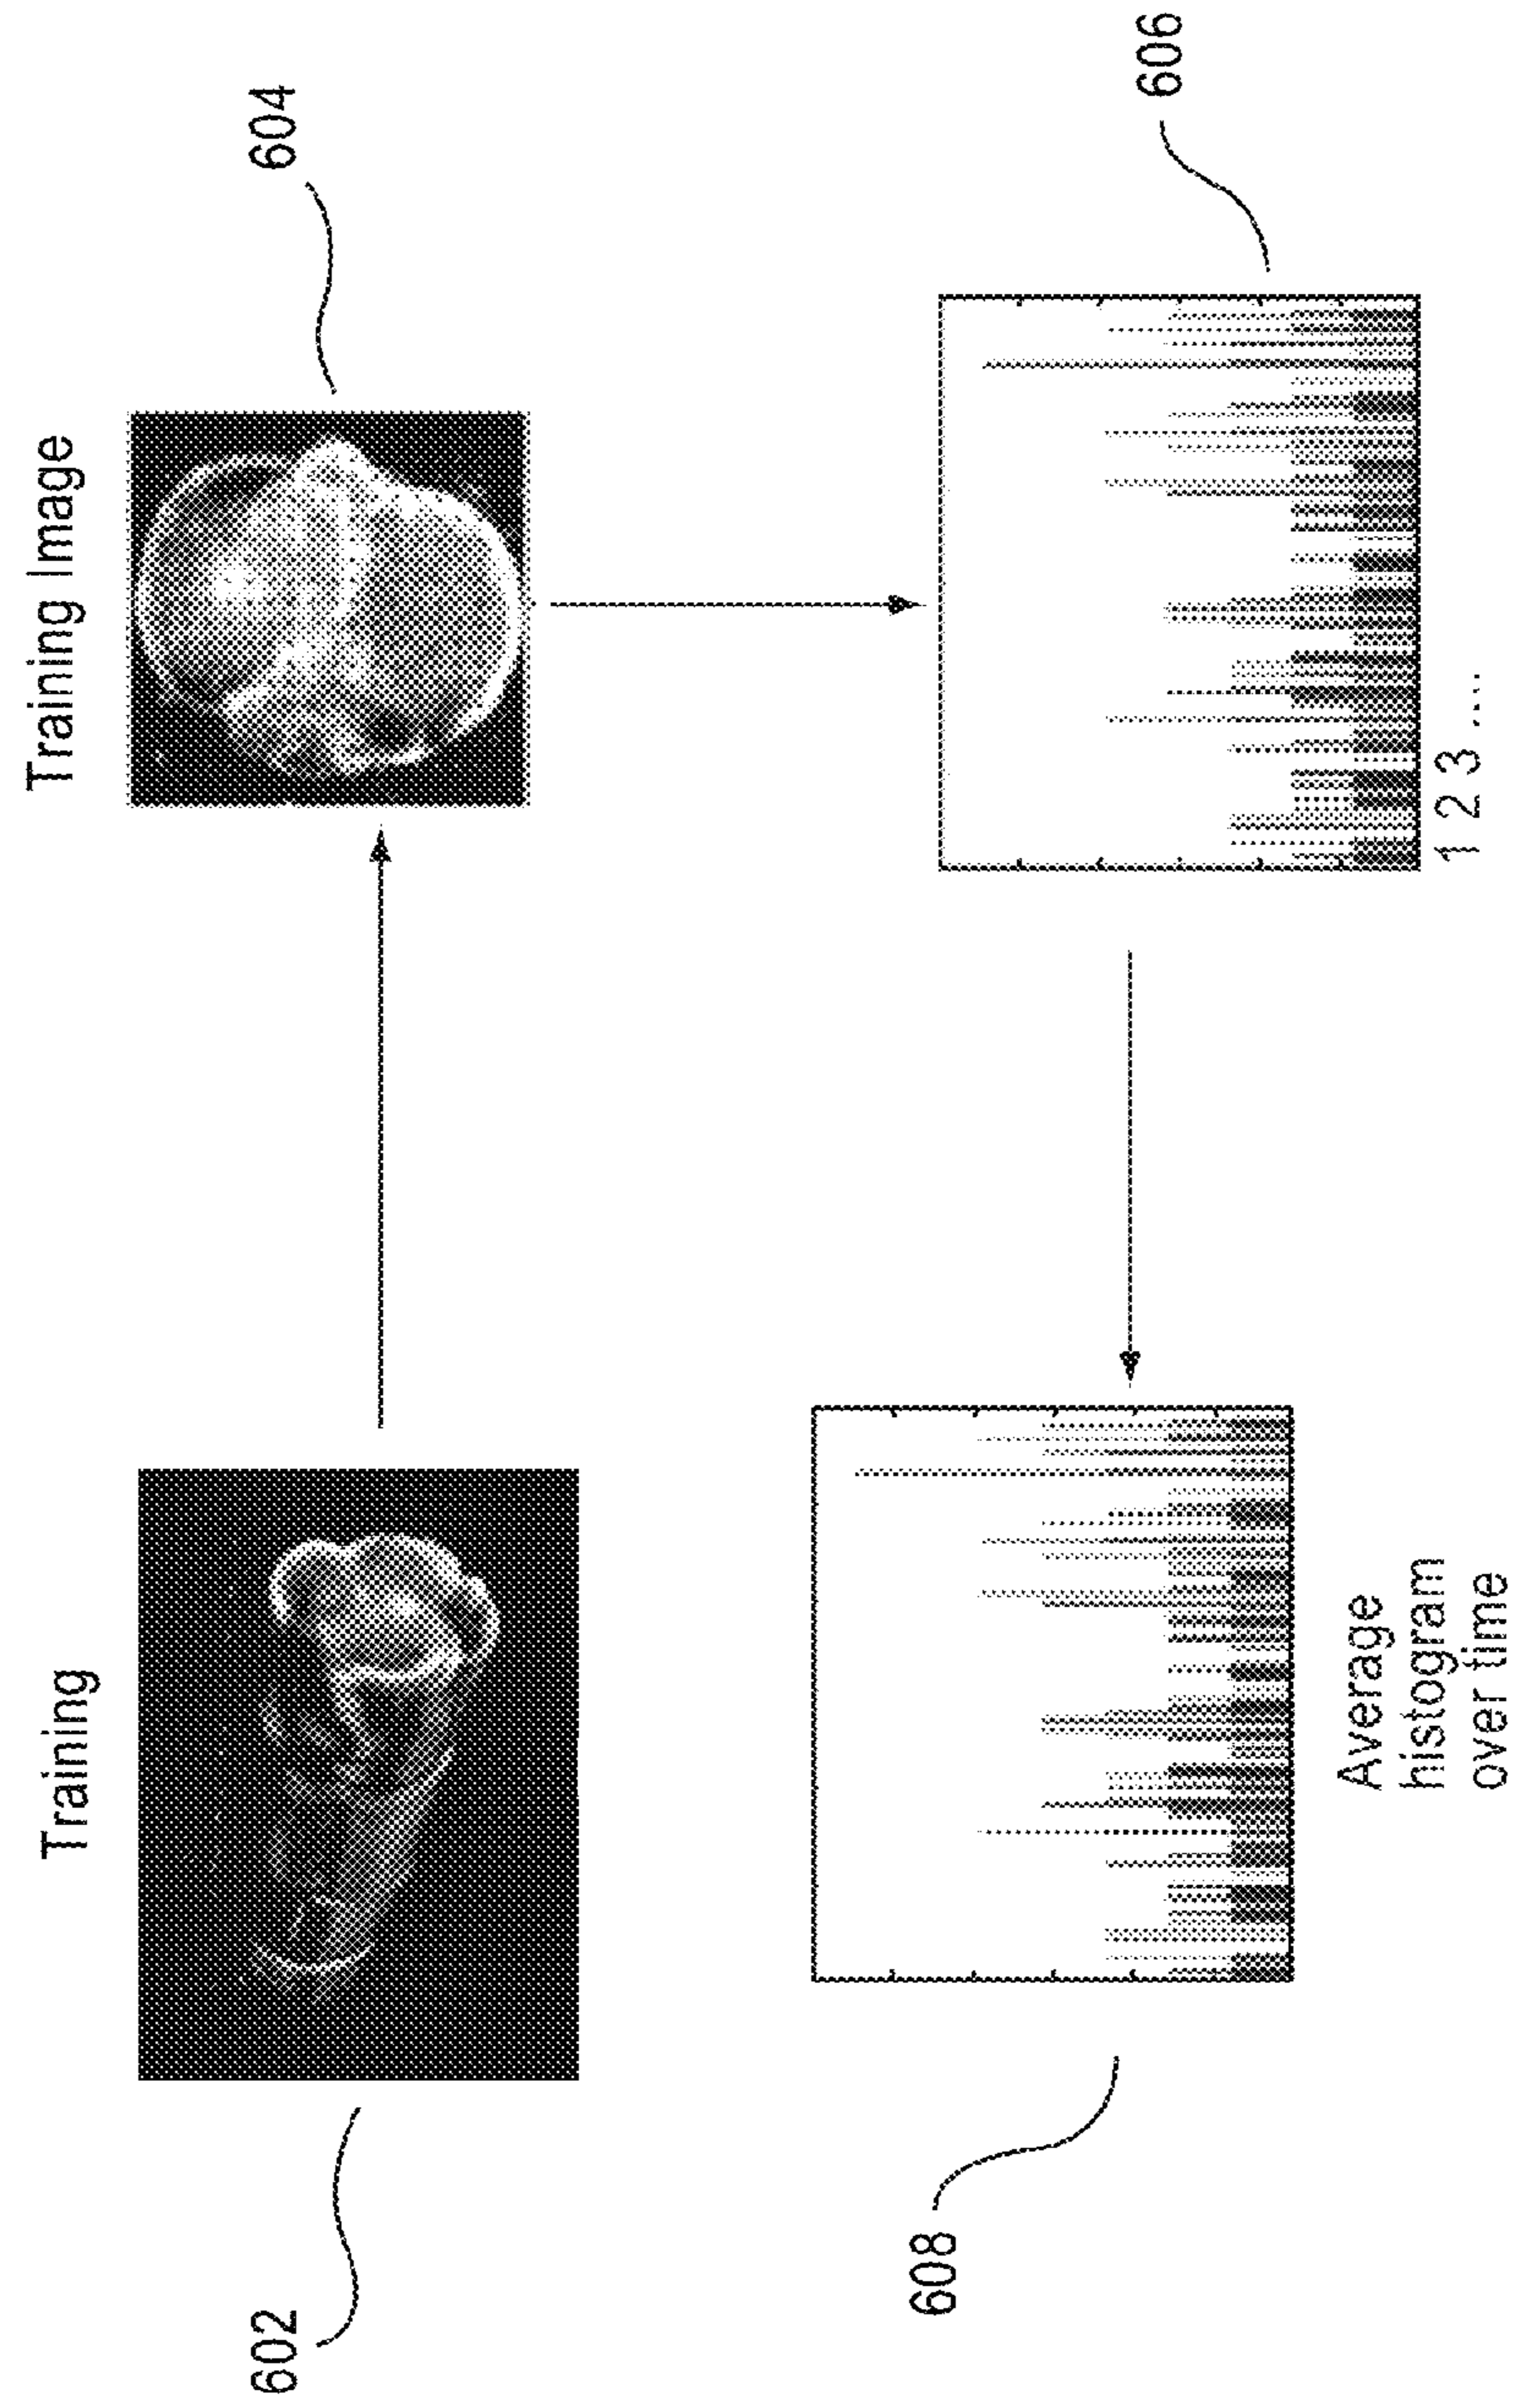 Training
Training Image
602
604
608
606
Average
histogram
over time
1 2 3 ....